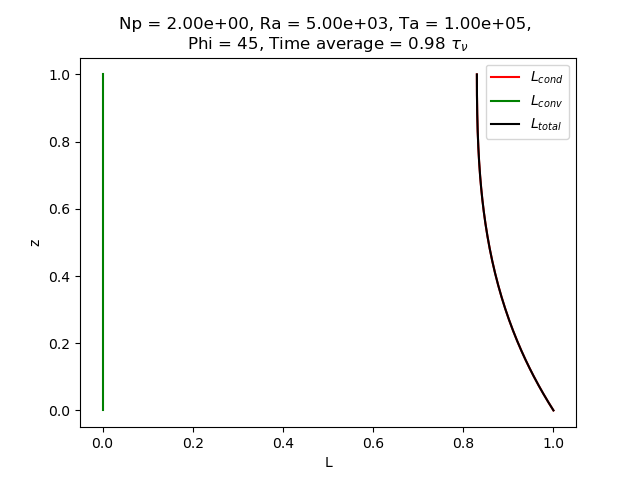 Np = 2.00e+00, Ra = 5.00e+03, Ta = 1.00e+05,
Phi = 45, Time average = 0.98 τν
L_cond
L_conv
L_total
1.0
0.8
0.6
0.4
0.2
0.0
z
0.0 0.2 0.4 0.6 0.8 1.0
L